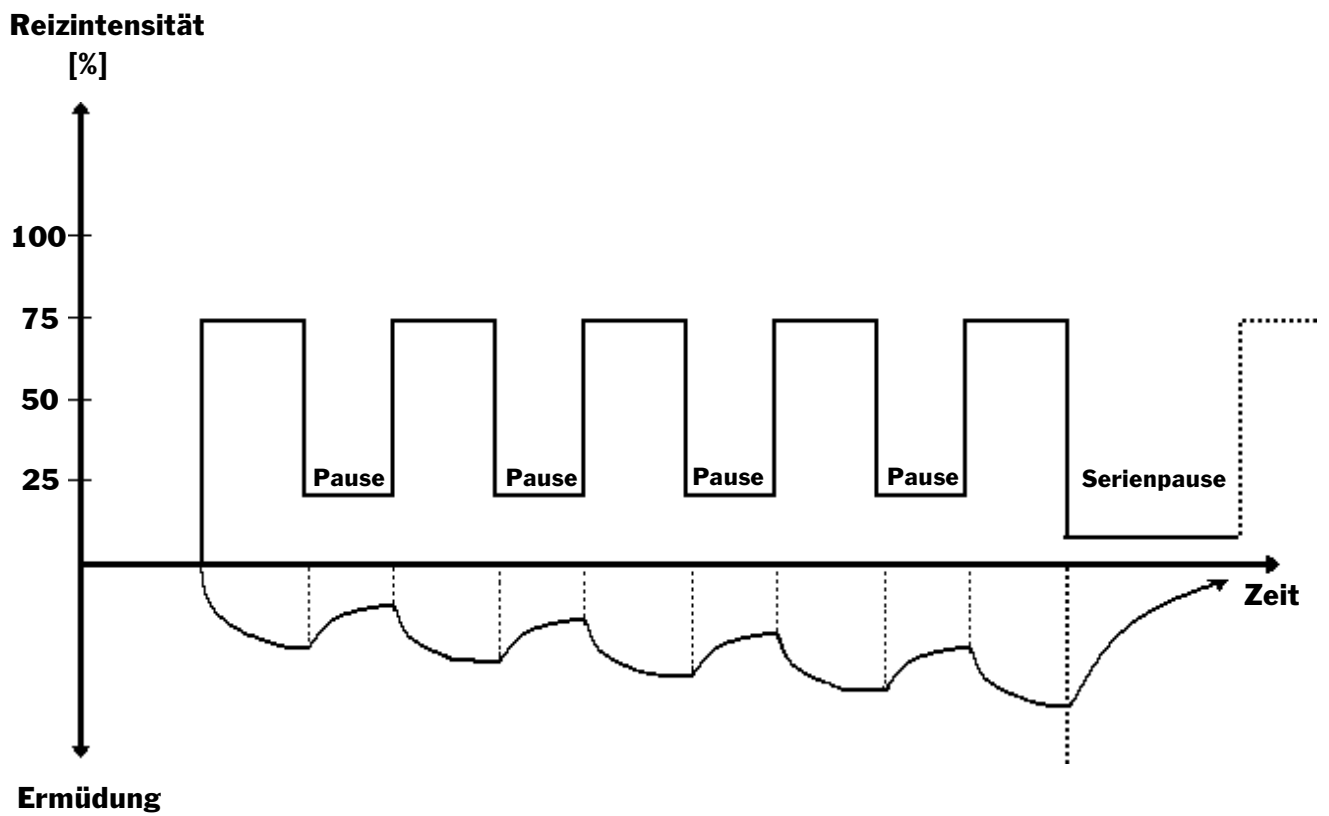 Reizintensität
[%]
100
75
50
25
Pause
Pause
Pause
Pause
Serienpause
Zeit
Ermüdung